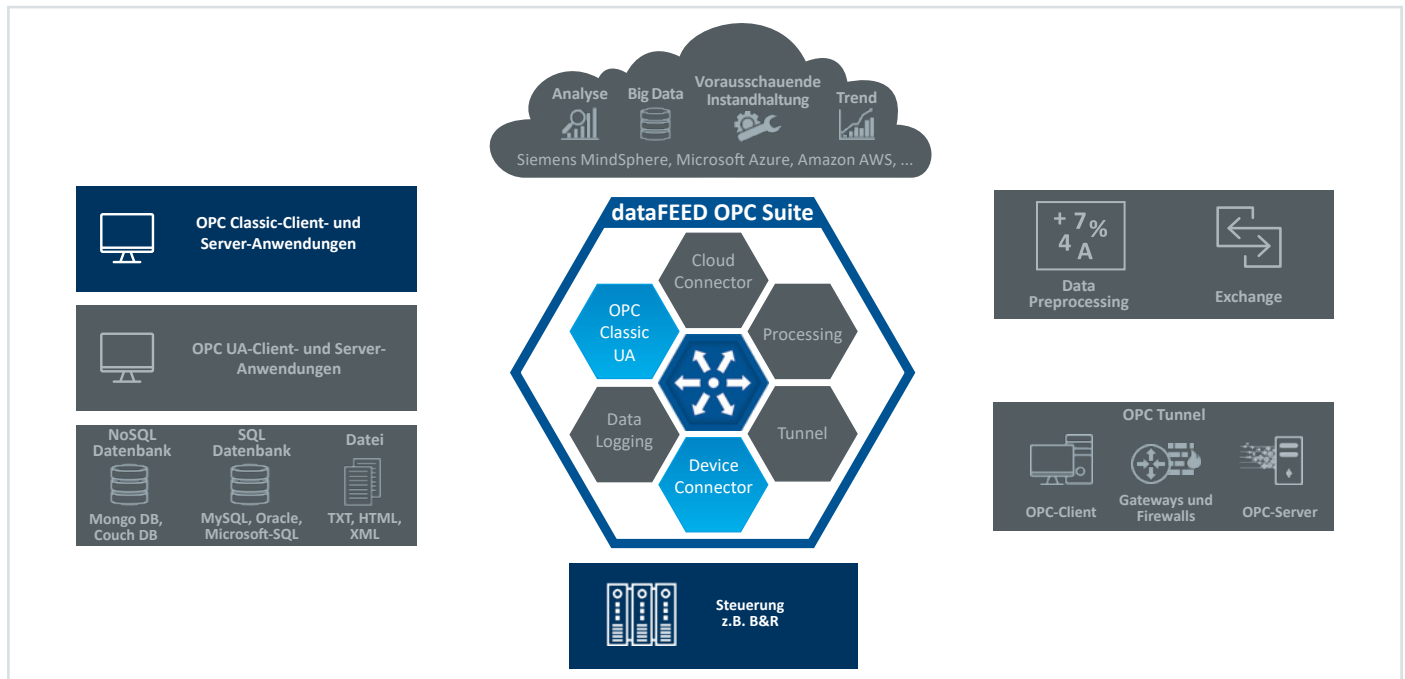 Analyse
Big Data
Vorausschauende
Instandhaltung
Trend
Siemens MindSphere, Microsoft Azure, Amazon AWS, ...
OPC Classic-Client- und
Server-Anwendungen
OPC UA-Client- und Server-
Anwendungen
NoSQL
Datenbank
SQL
Datenbank
Datei
Mongo DB,
Couch DB
MySQL, Oracle,
Microsoft-SQL
TXT, HTML,
XML
dataFEED OPC Suite
Cloud
Connector
OPC
Classic
UA
Processing
Data
Logging
Tunnel
Device
Connector
Steuerung
z.B. B&R
+ 7%
4 A
Data
Preprocessing
Exchange
OPC Tunnel
OPC-Client
Gateways und
Firewalls
OPC-Server